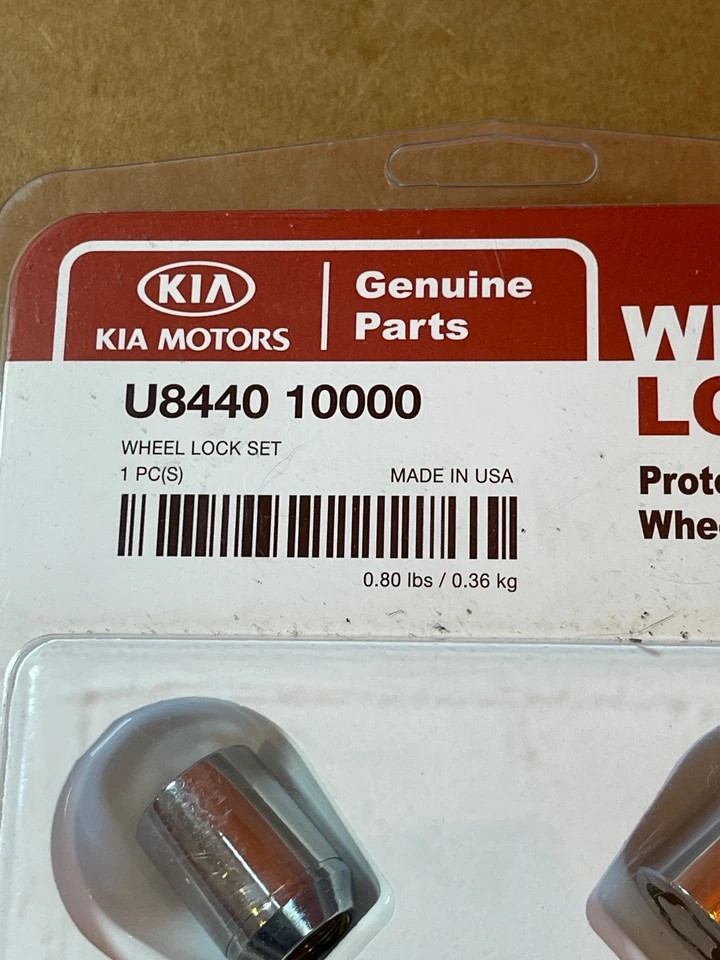 KIA
KIA MOTORS
Genuine
Parts
U8440 10000
WHEEL LOCK SET
1 PC(S)
MADE IN USA
0.80 lbs / 0.36 kg